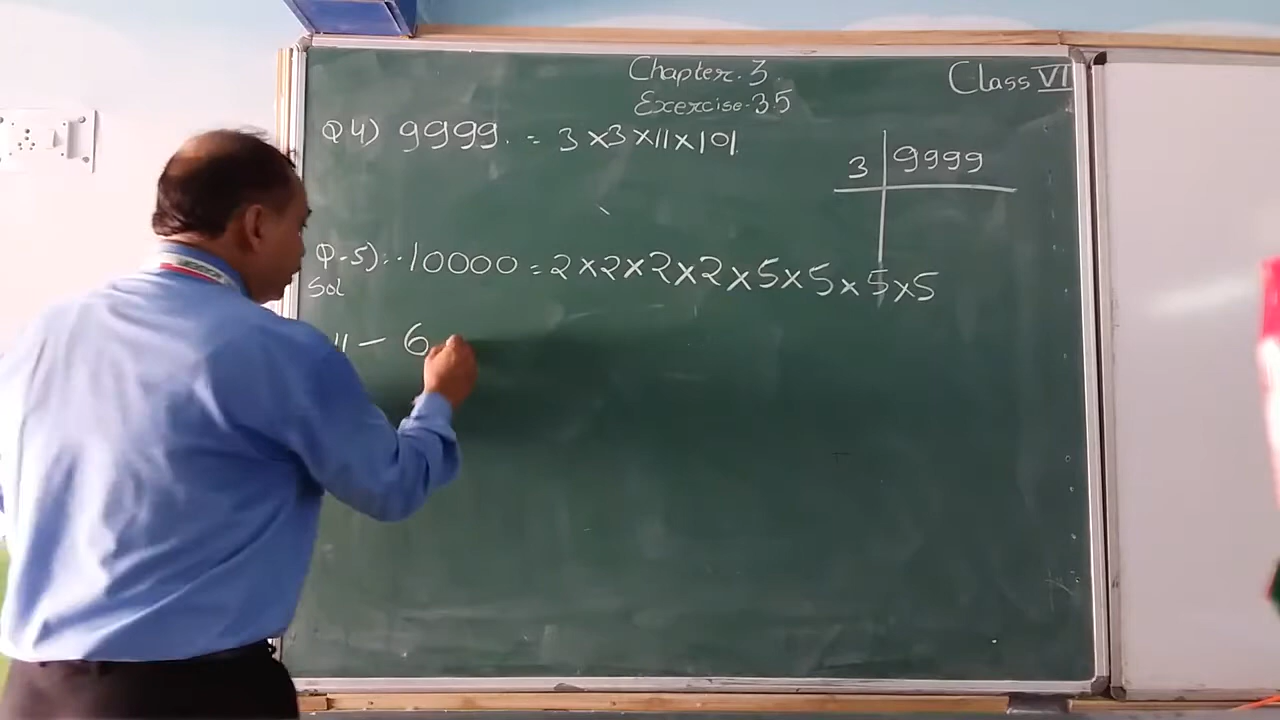 Chapter. 3.
Exercise-3.5
Class VI
Q 4) 9999. = 3×3×11×101.
3 9999
Q-5). 10000 = 2×2×2×2×5×5×5×5
Sol
11 - 6